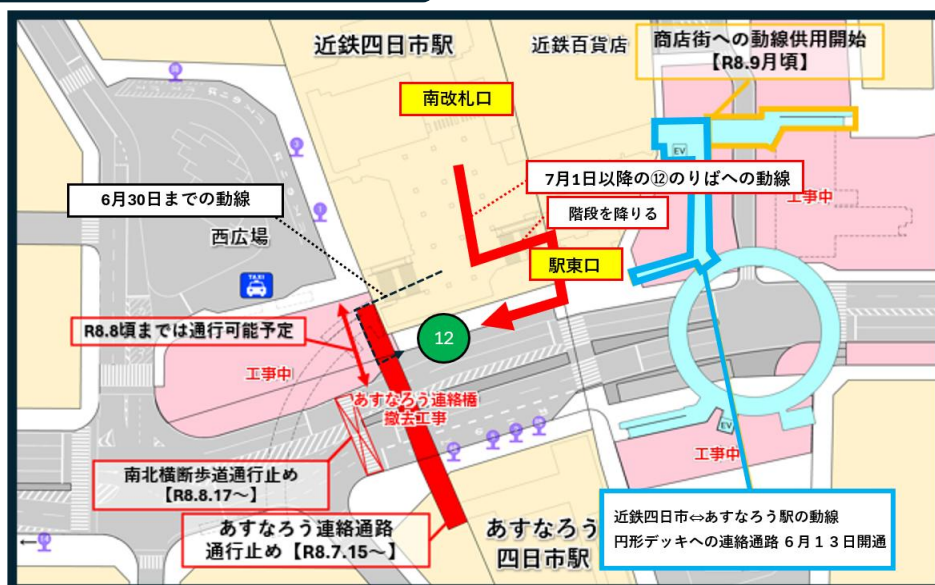 近鉄四日市駅
近鉄百貨店
商店街への動線供用開始
【R8.9月頃】
南改札口
EV
7月1日以降の⑫のりばへの動線
工事中
6月30日までの動線
階段を降りる
西広場
駅東口
TAXI
R8.8頃までは通行可能予定
12
工事中
あすなろう連絡橋
撤去工事
EV
工事中
南北横断歩道通行止め
【R8.8.17～】
あすなろう連絡通路
通行止め【R8.7.15～】
あすなろう
四日市駅
近鉄四日市⇔あすなろう駅の動線
円形デッキへの連絡通路 6月13日開通